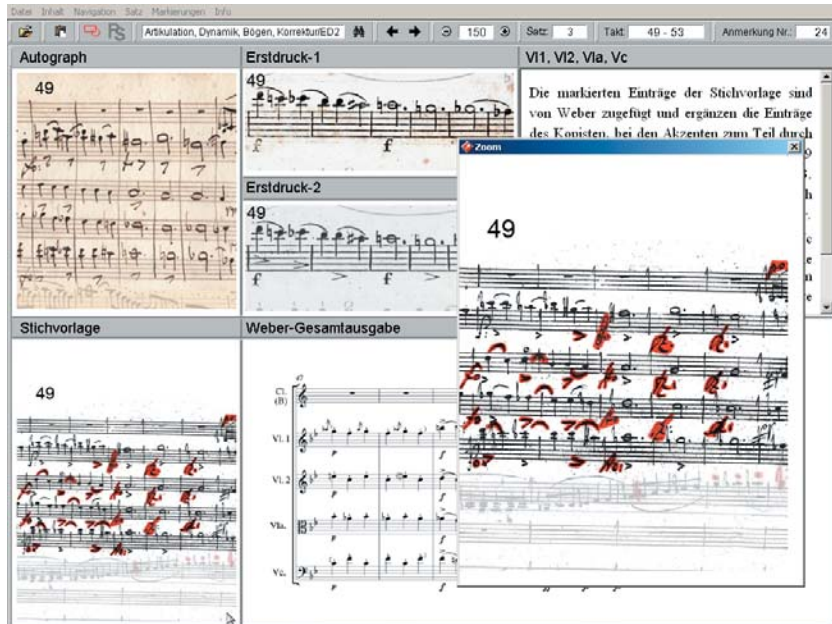 Datei Inhalt Navigation Satz Markierungen Info
Artikulation, Dynamik, Bögen, Korrektur/ED2 150 Satz: 3 Takt: 49 - 53 Anmerkung Nr.: 24
Autograph
49
Erstdruck-1
49
f f
Erstdruck-2
49
f > f >
Vl1, Vl2, Vla, Vc
Die markierten Einträge der Stichvorlage sind
von Weber zugefügt und ergänzen die Einträge
des Kopisten, bei den Akzenten zum Teil durch
Zoom
49
Stichvorlage
49
Weber-Gesamtausgabe
47
Cl.
(B)
Vl. 1
p f
Vl. 2
p f
Vla.
p f
Vc.
p f